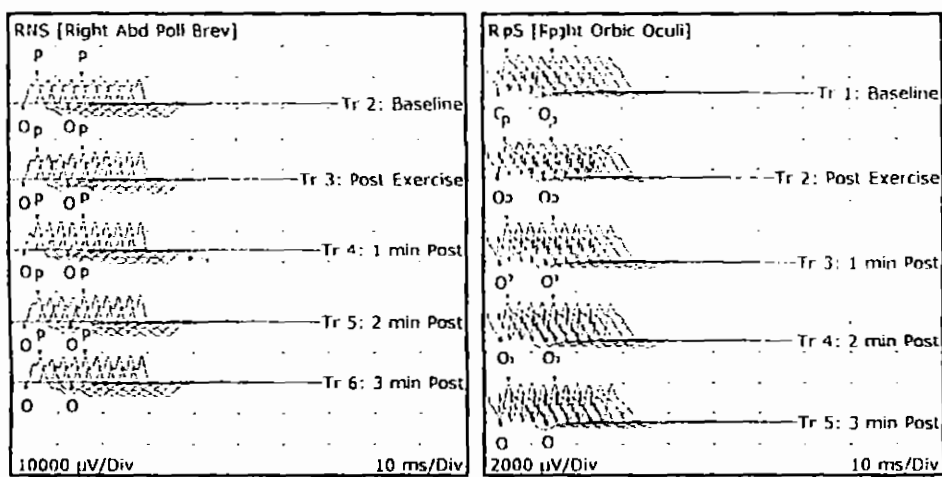 RNS [Right Abd Poll Brev]
P P
Tr 2: Baseline
O P O P
Tr 3: Post Exercise
O P O P
Tr 4: 1 min Post
O P O P
Tr 5: 2 min Post
O P O P
Tr 6: 3 min Post
O O
10000 µV/Div 10 ms/Div
Orbic Oculi]
Tr 1: Baseline
Tr 2: Post Exercise
Tr 3: 1 min Post
Tr 4: 2 min Post
Tr 5: 3 min Post
O O
2000 µV/Div 10 ms/Div